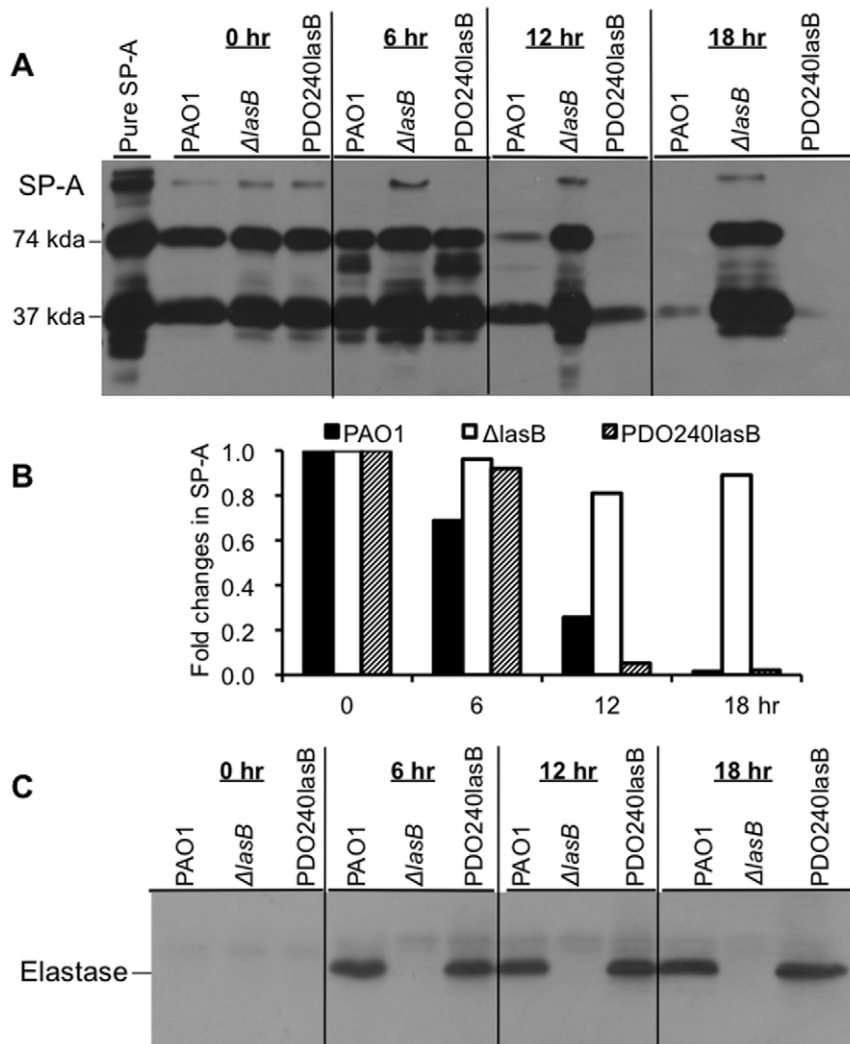 A
0 hr
6 hr
12 hr
18 hr
Pure SP-A
PAO1
ΔlasB
PDO240lasB
PAO1
ΔlasB
PDO240lasB
PAO1
ΔlasB
PDO240lasB
PAO1
ΔlasB
PDO240lasB
SP-A
74 kda
37 kda
B
PAO1
ΔlasB
PDO240lasB
Fold changes in SP-A
1.0
0.8
0.6
0.4
0.2
0.0
0
6
12
18 hr
C
0 hr
6 hr
12 hr
18 hr
PAO1
ΔlasB
PDO240lasB
PAO1
ΔlasB
PDO240lasB
PAO1
ΔlasB
PDO240lasB
PAO1
ΔlasB
PDO240lasB
Elastase